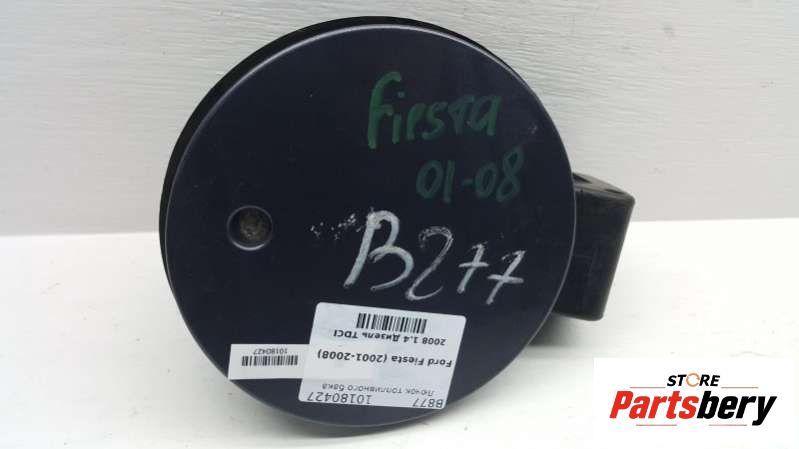 Fiesta
01-08
B277
B877
10180427
Лючок топливного бака
Ford Fiesta (2001-2008)
2008 1.4 Дизель TDCI
10180427
STORE
Partsbery